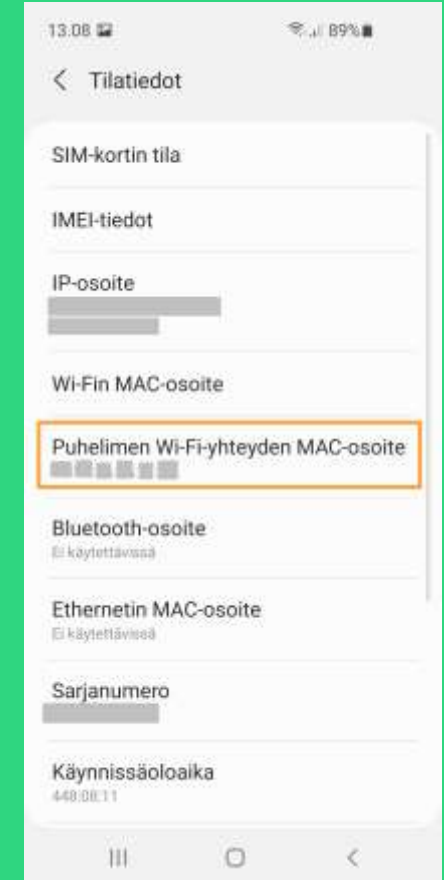 13.08 89%
Tilatiedot
SIM-kortin tila
IMEI-tiedot
IP-osoite
Wi-Fin MAC-osoite
Puhelimen Wi-Fi-yhteyden MAC-osoite
Bluetooth-osoite
Ei käytettävissä
Ethernetin MAC-osoite
Ei käytettävissä
Sarjanumero
Käynnissäoloaika
448:08:11